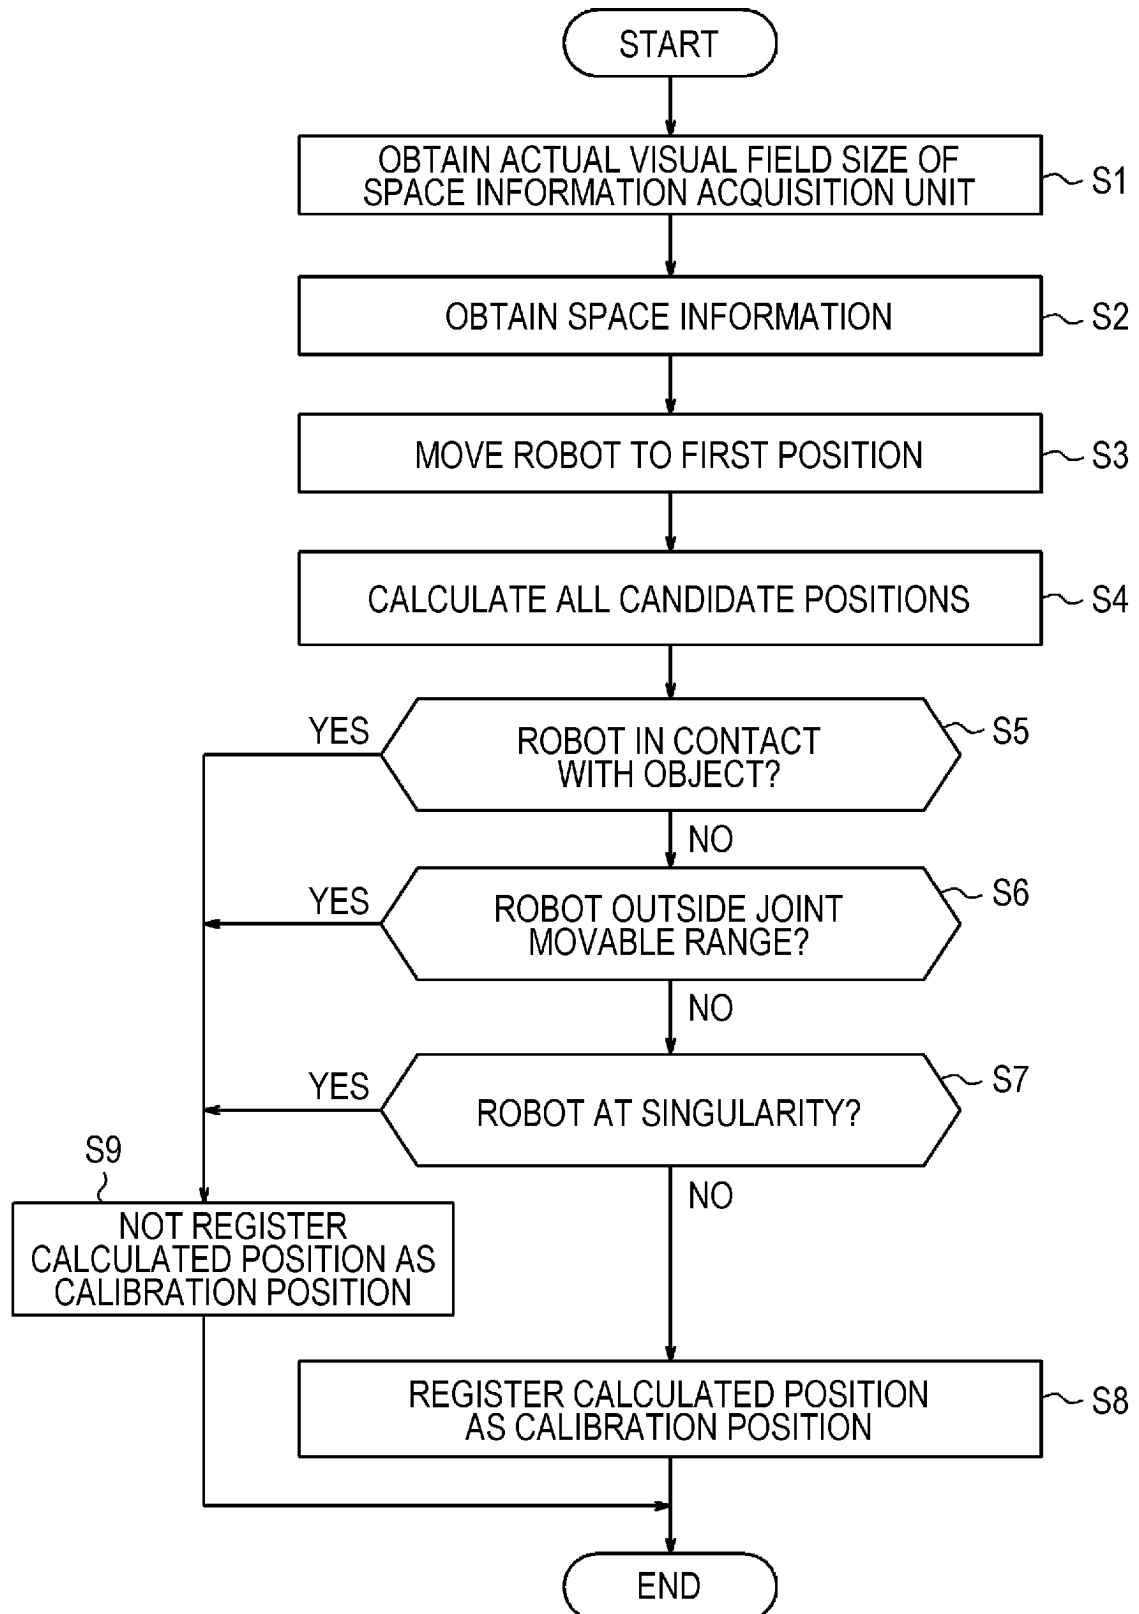 START
OBTAIN ACTUAL VISUAL FIELD SIZE OF
SPACE INFORMATION ACQUISITION UNIT
S1
OBTAIN SPACE INFORMATION
S2
MOVE ROBOT TO FIRST POSITION
S3
CALCULATE ALL CANDIDATE POSITIONS
S4
YES
ROBOT IN CONTACT
WITH OBJECT?
S5
NO
YES
ROBOT OUTSIDE JOINT
MOVABLE RANGE?
S6
NO
YES
ROBOT AT SINGULARITY?
S7
NO
S9
NOT REGISTER
CALCULATED POSITION AS
CALIBRATION POSITION
REGISTER CALCULATED POSITION
AS CALIBRATION POSITION
S8
END